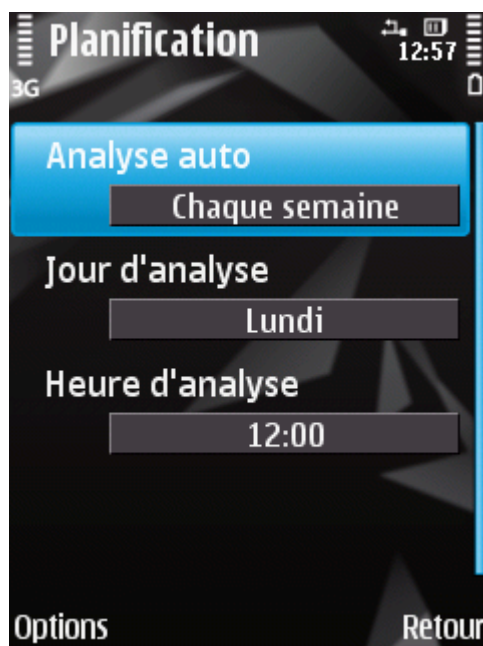 Planification
12:57
3G
Analyse auto
Chaque semaine
Jour d'analyse
Lundi
Heure d'analyse
12:00
Options Retour